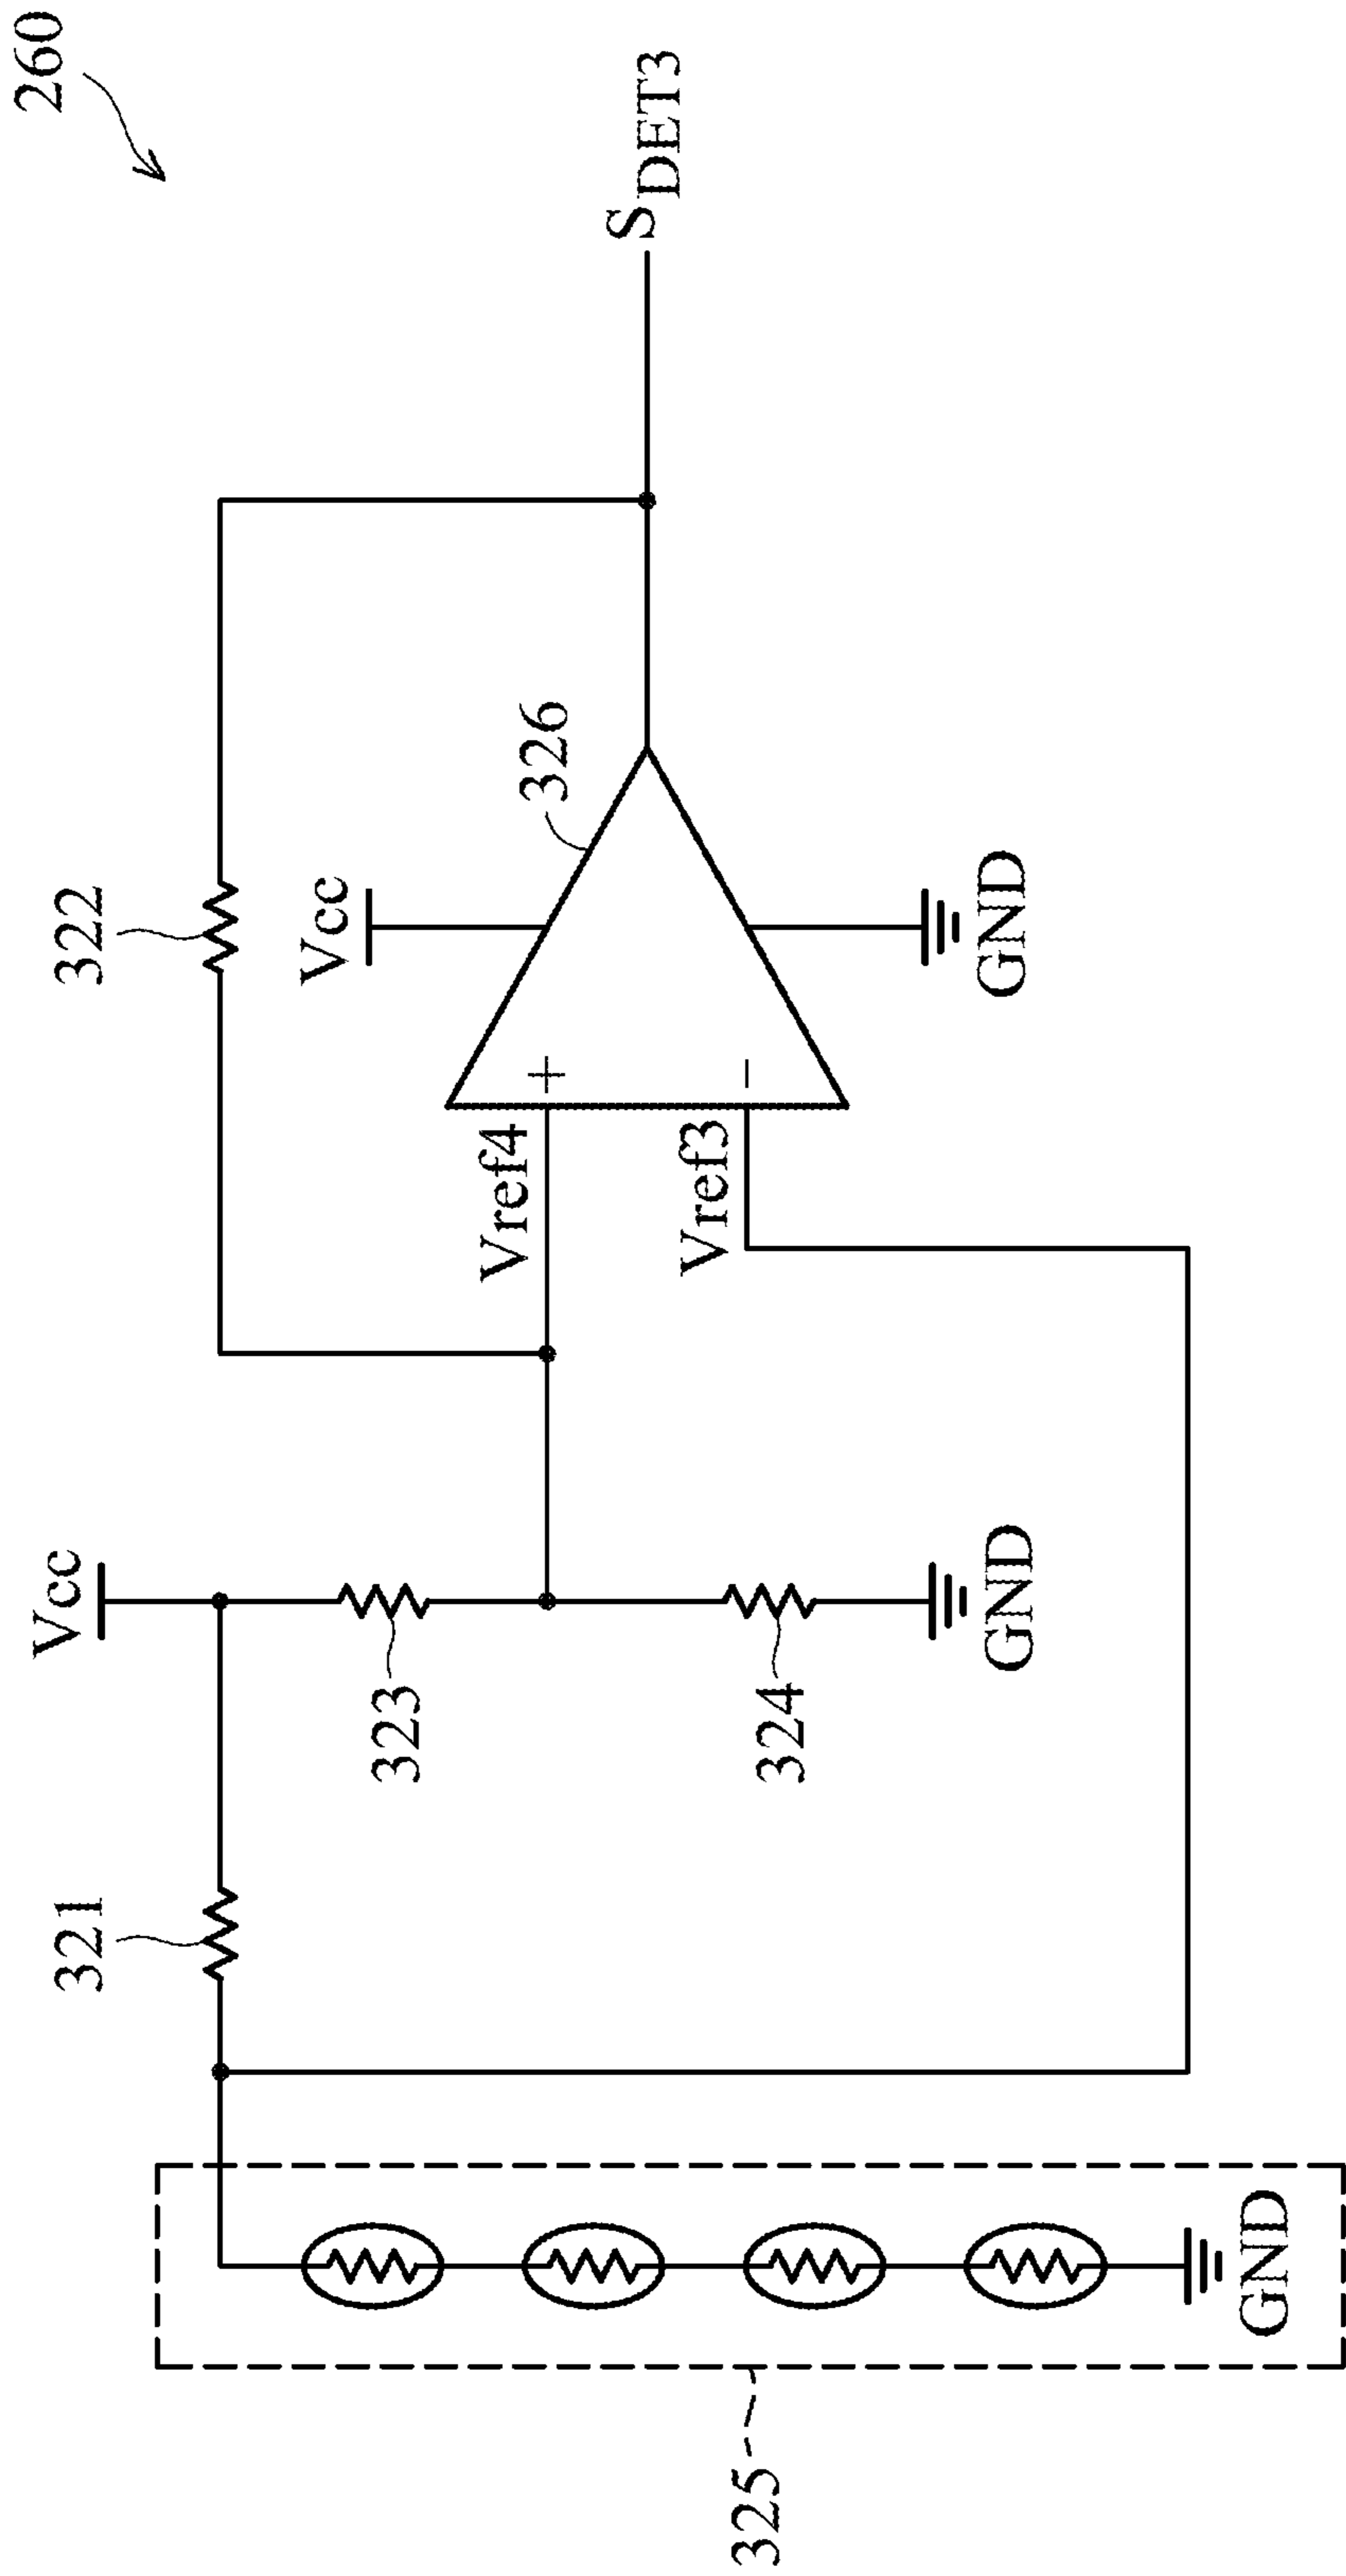 260
322
Vcc
321
Vcc
326
SDET3
323
Vref4
+
Vref3
−
324
GND
GND
325
GND